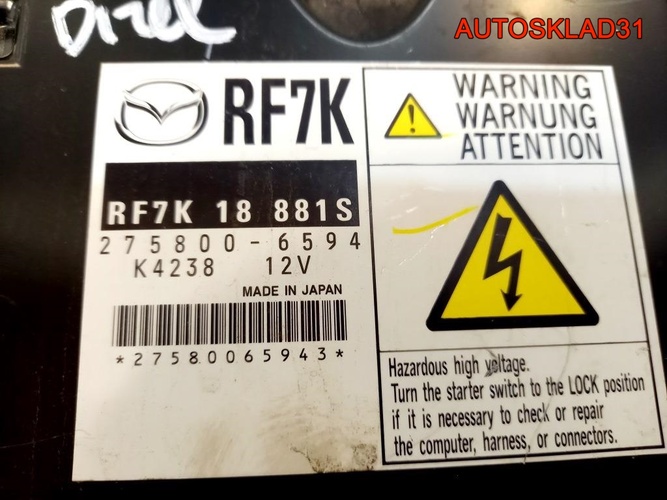 Dizel
AUTOSKLAD31
RF7K
RF7K 18 881S
275800-6594
K4238 12V
MADE IN JAPAN
*27580065943*
WARNING
WARNUNG
ATTENTION
Hazardous high voltage.
Turn the starter switch to the LOCK position
if it is necessary to check or repair
the computer, harness, or connectors.